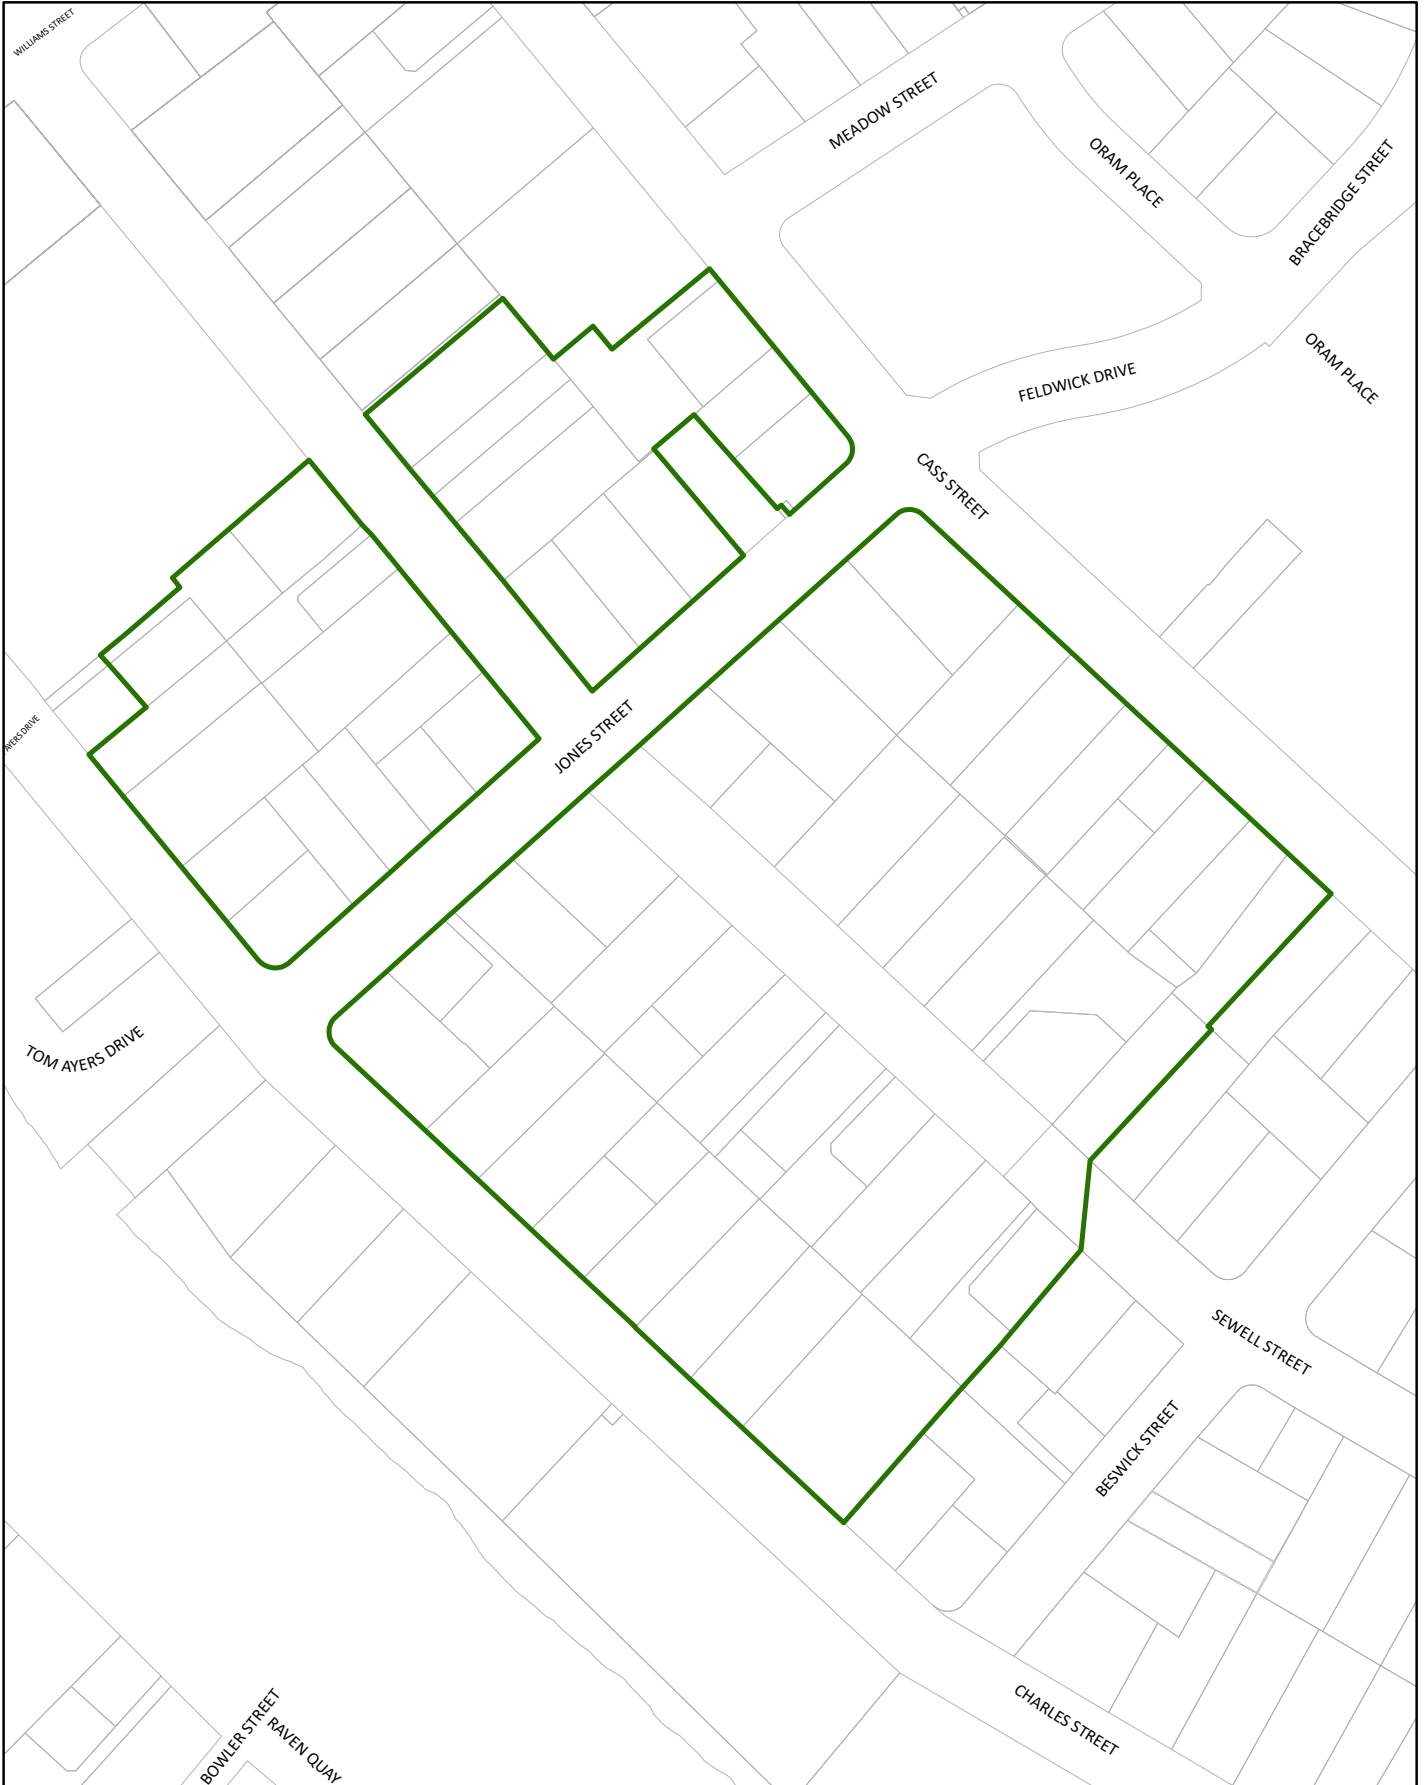 WILLIAMS STREET
MEADOW STREET
ORAM PLACE
BRACEBRIDGE STREET
ORAM PLACE
FELDWICK DRIVE
CASS STREET
AYERS DRIVE
JONES STREET
TOM AYERS DRIVE
SEWELL STREET
BESWICK STREET
CHARLES STREET
BOWLER STREET
RAVEN QUAY